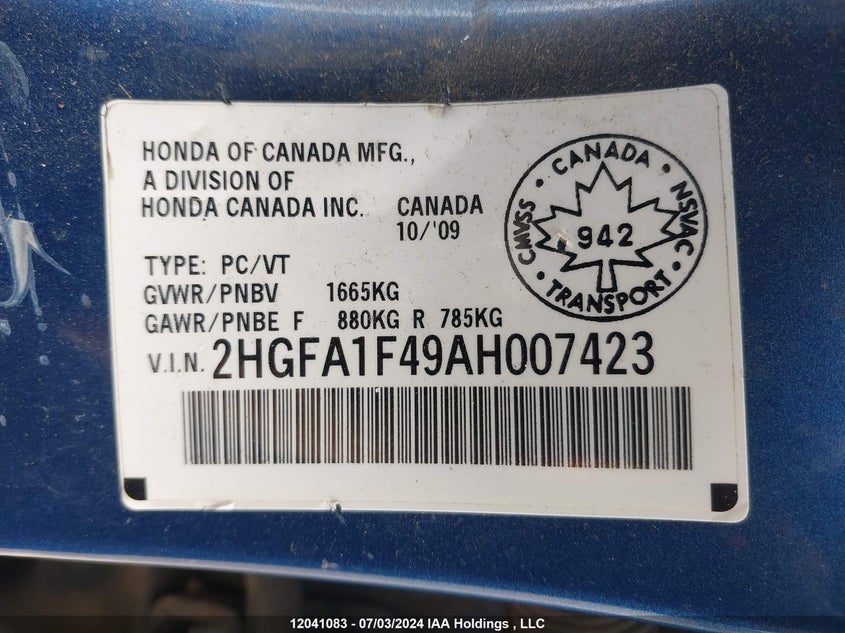 HONDA OF CANADA MFG.,
A DIVISION OF
HONDA CANADA INC. CANADA
10/'09
TYPE: PC/VT
GVWR/PNBV 1665KG
GAWR/PNBE F 880KG R 785KG
V.I.N. 2HGFA1F49AH007423
CANADA
CMVSS • 942 • NSVAC
TRANSPORT
12041083 - 07/03/2024 IAA Holdings , LLC